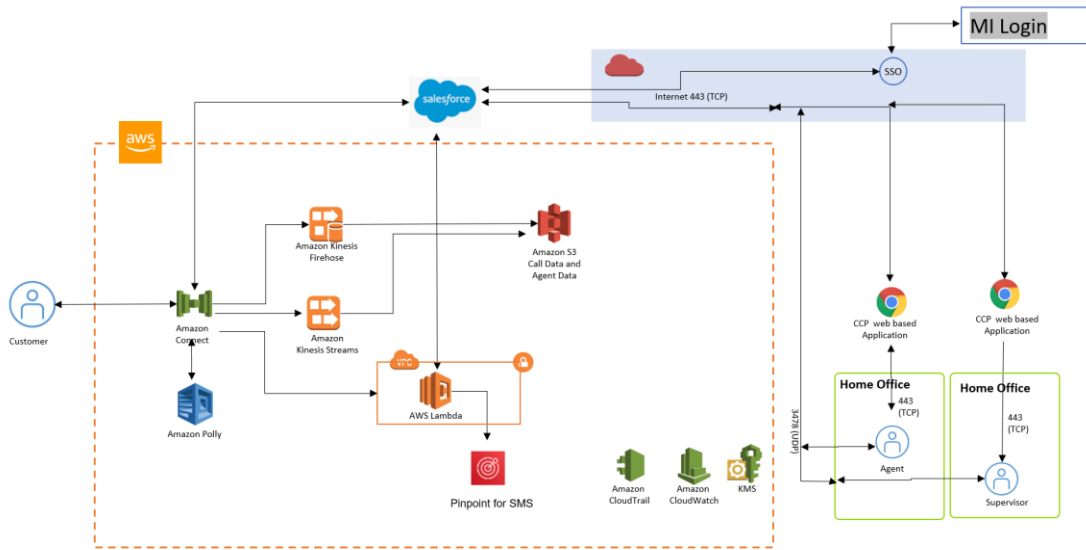 MI Login
SSO
salesforce
Internet 443 (TCP)
aws
Amazon Kinesis
Firehose
Amazon S3
Call Data and
Agent Data
Customer
Amazon
Connect
Amazon
Kinesis Streams
CCP web based
Application
CCP web based
Application
VPC
AWS Lambda
Amazon Polly
Home Office
Home Office
443
(TCP)
443
(TCP)
3478 (UDP)
Agent
Supervisor
Pinpoint for SMS
Amazon
CloudTrail
Amazon
CloudWatch
KMS